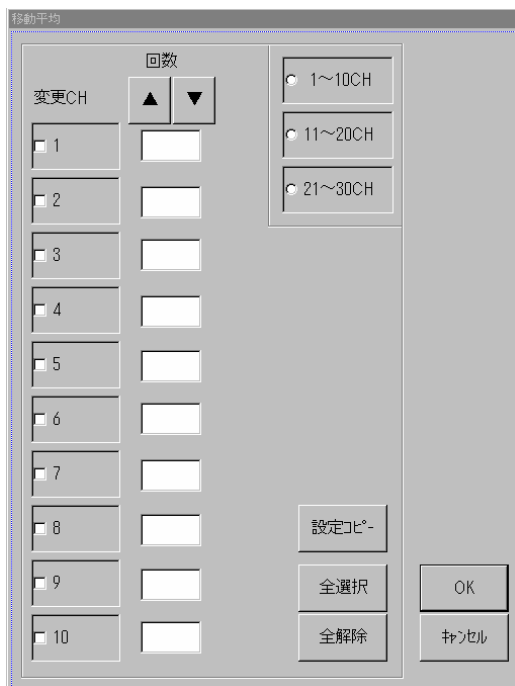 移動平均
回数
変更CH
▲ ▼
1
2
3
4
5
6
7
8
9
10
1～10CH
11～20CH
21～30CH
設定ｺﾋﾟｰ
全選択
全解除
OK
ｷｬﾝｾﾙ